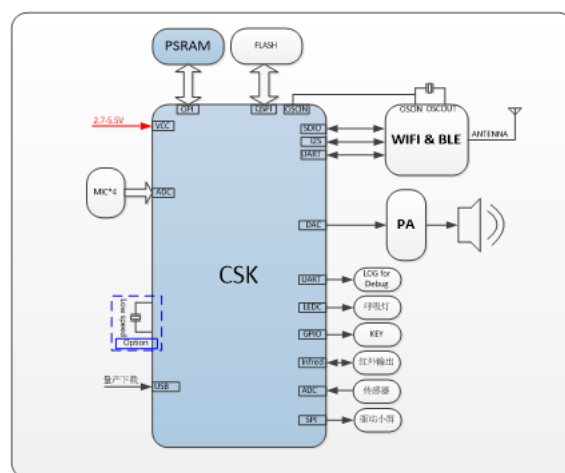 PSRAM
FLASH
OPI
QSPI
OSCIN
OSCIN OSCOUT
2.7-5.5V
VCC
SDIO
I2S
UART
WIFI & BLE
ANTENNA
MIC*4
ADC
DAC
PA
CSK
UART
LOG for
Debug
LEDC
呼吸灯
GPIO
KEY
Low speed
Option
Infred
红外输出
量产下载
USB
ADC
传感器
SPI
驱动小屏